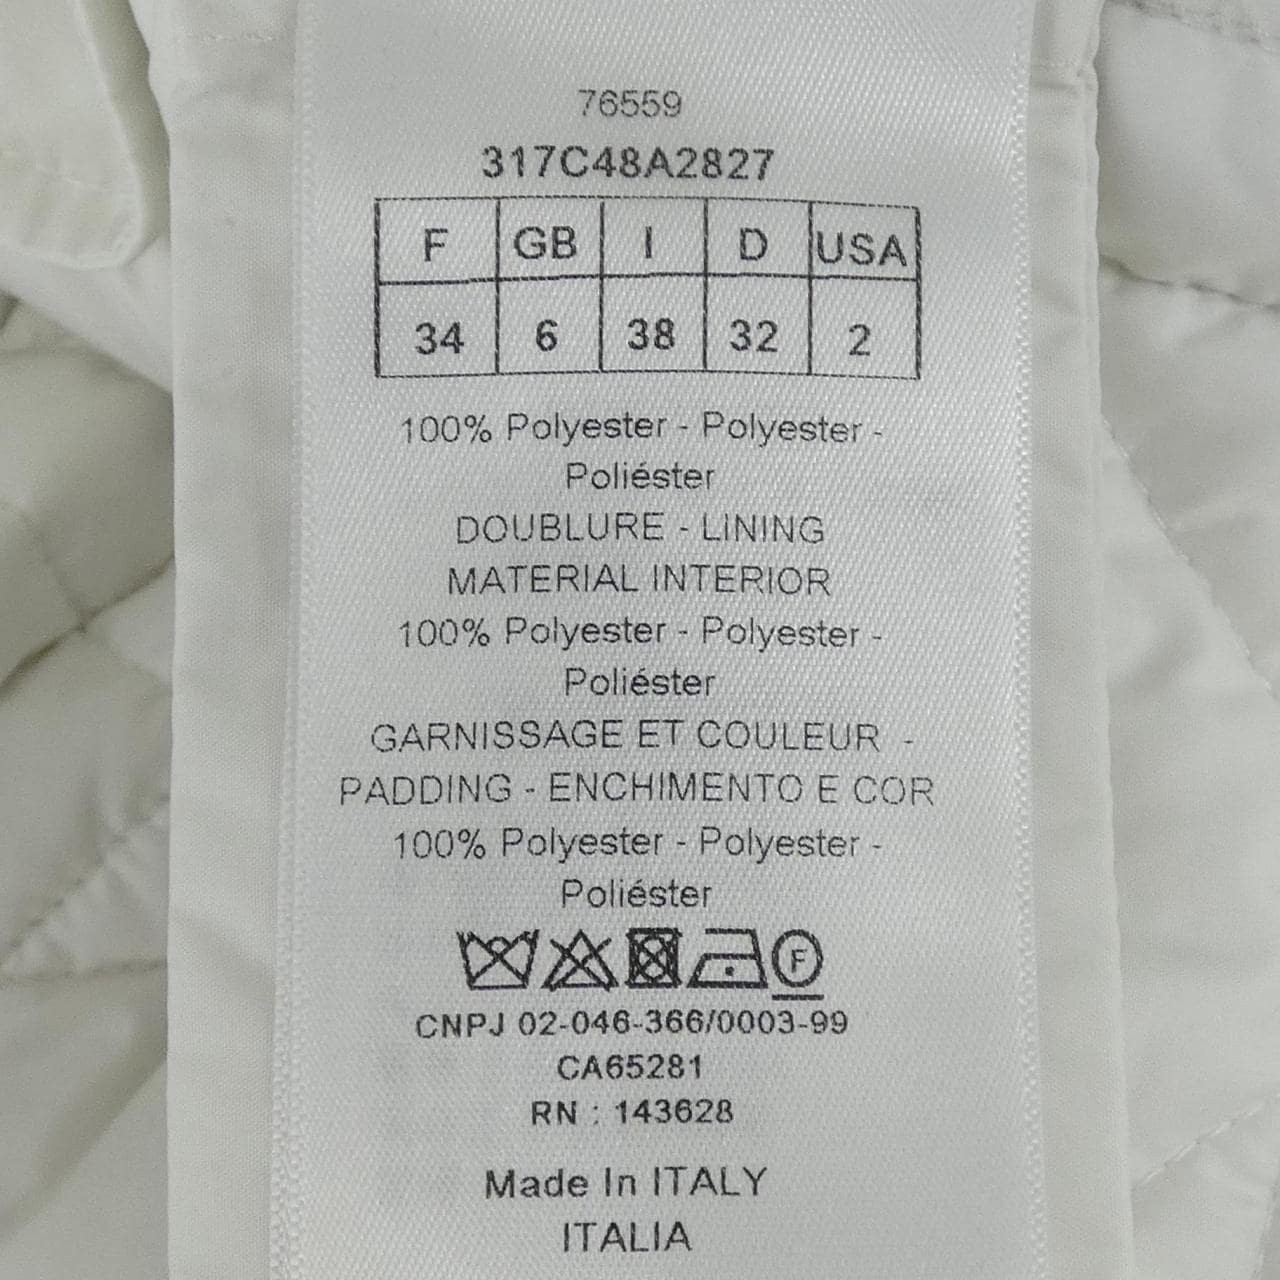 76559
317C48A2827
F GB I D USA
34 6 38 32 2
100% Polyester - Polyester -
Poliéster
DOUBLURE - LINING
MATERIAL INTERIOR
100% Polyester - Polyester -
Poliéster
GARNISSAGE ET COULEUR -
PADDING - ENCHIMENTO E COR
100% Polyester - Polyester -
Poliéster
F
CNPJ 02-046-366/0003-99
CA65281
RN : 143628
Made In ITALY
ITALIA